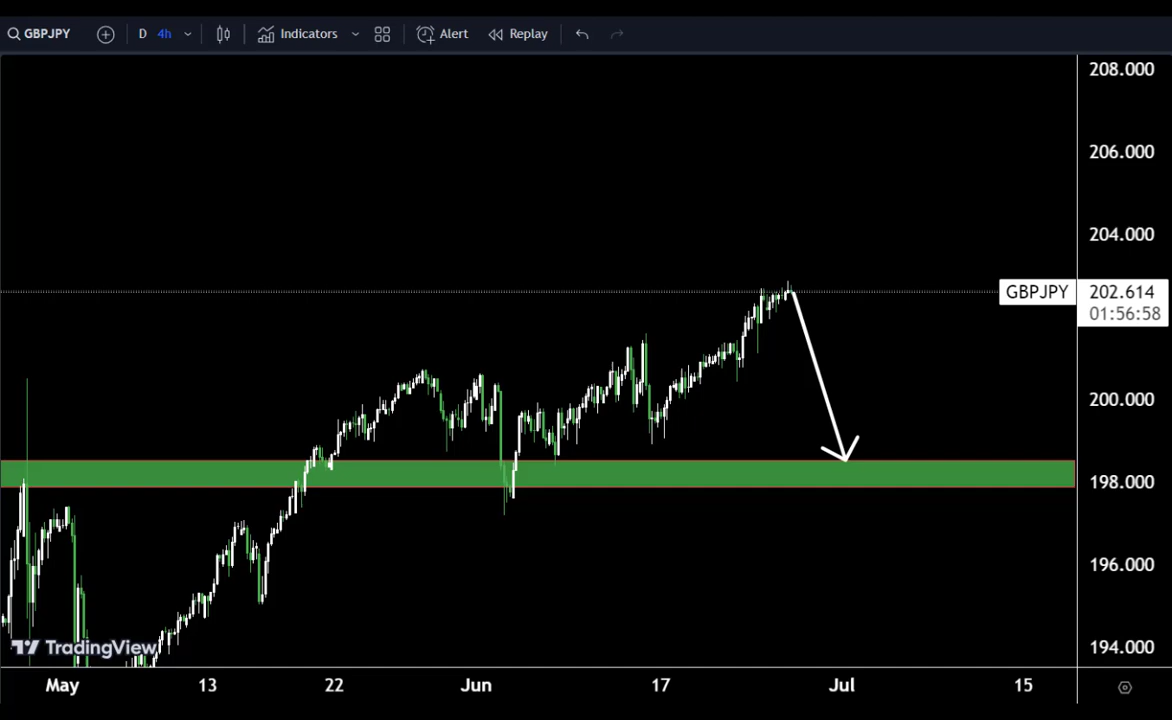 GBPJPY D 4h Indicators Alert Replay
208.000
206.000
204.000
GBPJPY 202.614
01:56:58
200.000
198.000
196.000
194.000
TradingView
May 13 22 Jun 17 Jul 15